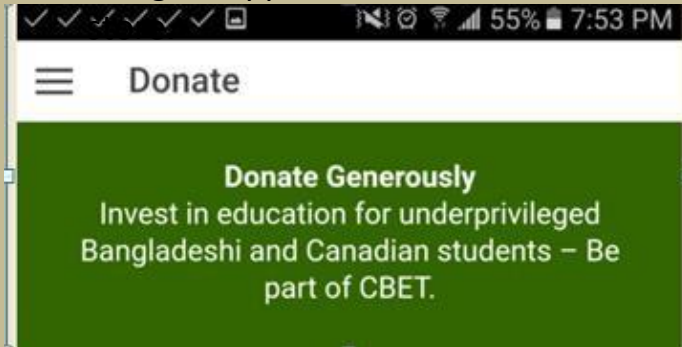 55% 7:53 PM
Donate
Donate Generously
Invest in education for underprivileged
Bangladeshi and Canadian students – Be
part of CBET.